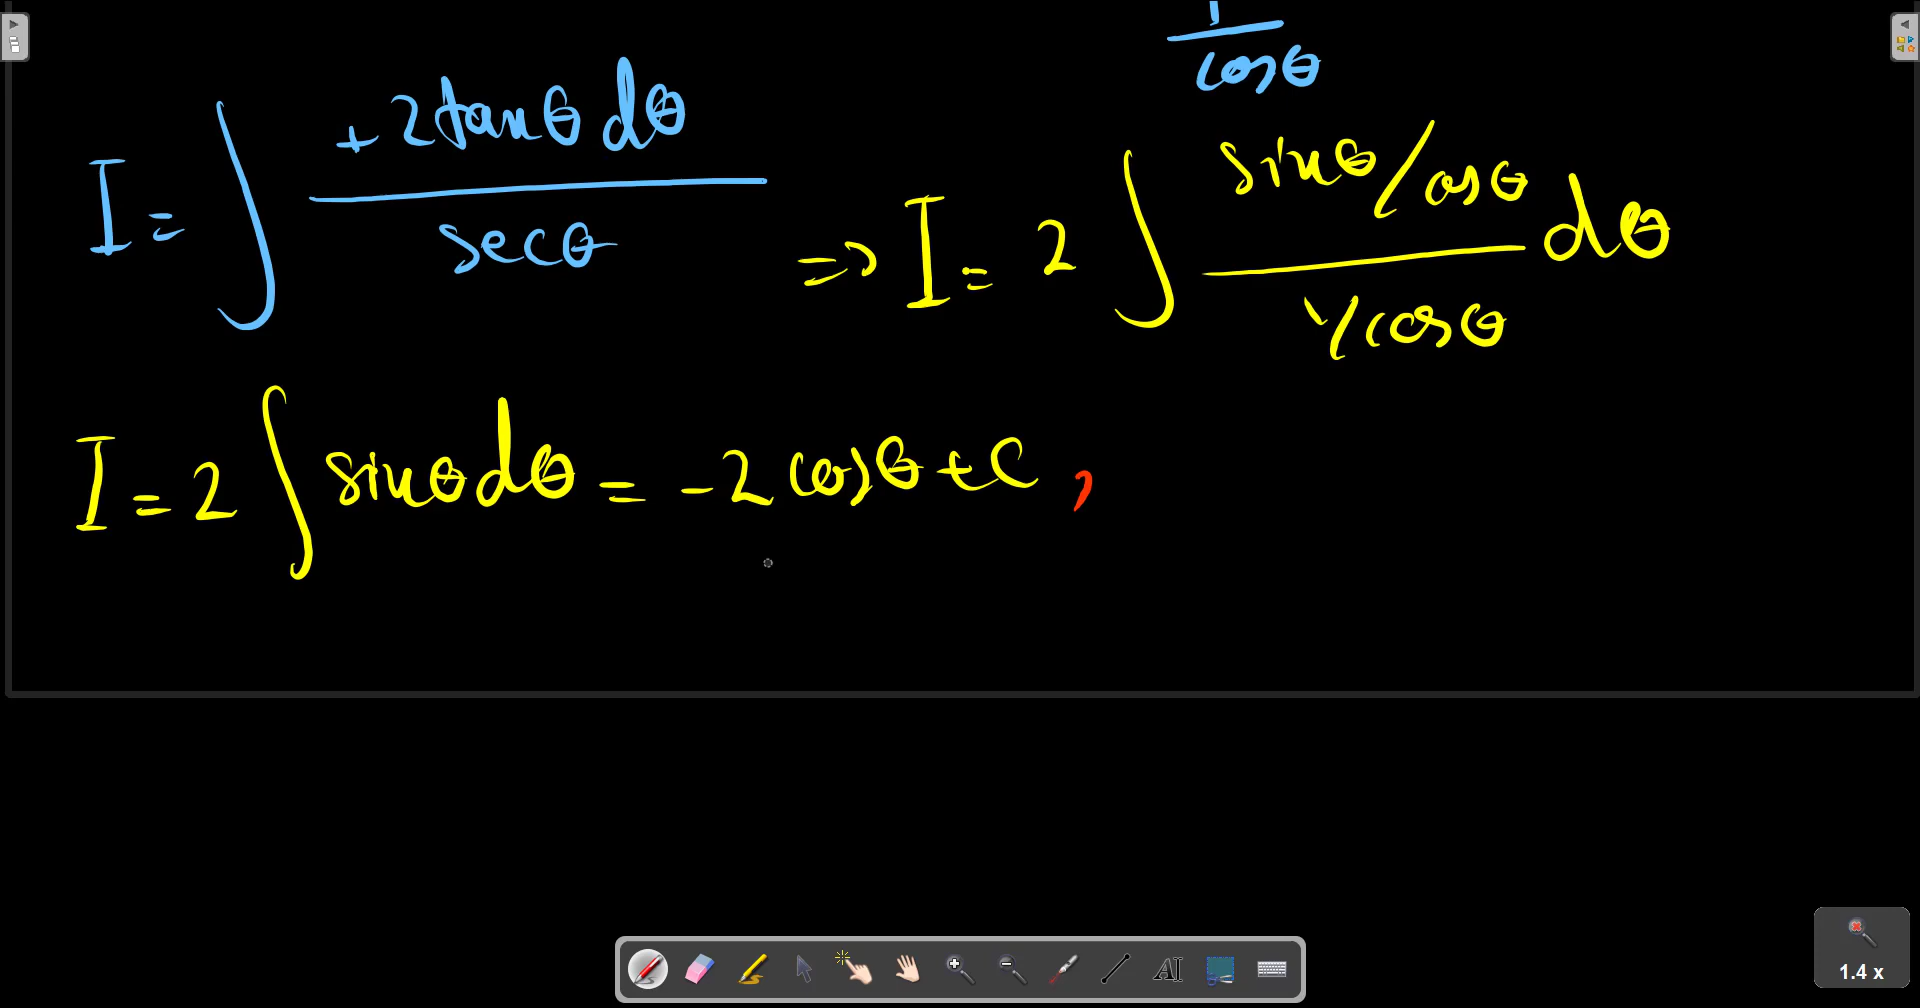 1/cosθ
I = ∫ +2tanθ dθ / secθ ⇒ I = 2 ∫ (sinθ/cosθ) / (1/cosθ) dθ
I = 2 ∫ sinθ dθ = -2 cosθ + C ,
1.4 x